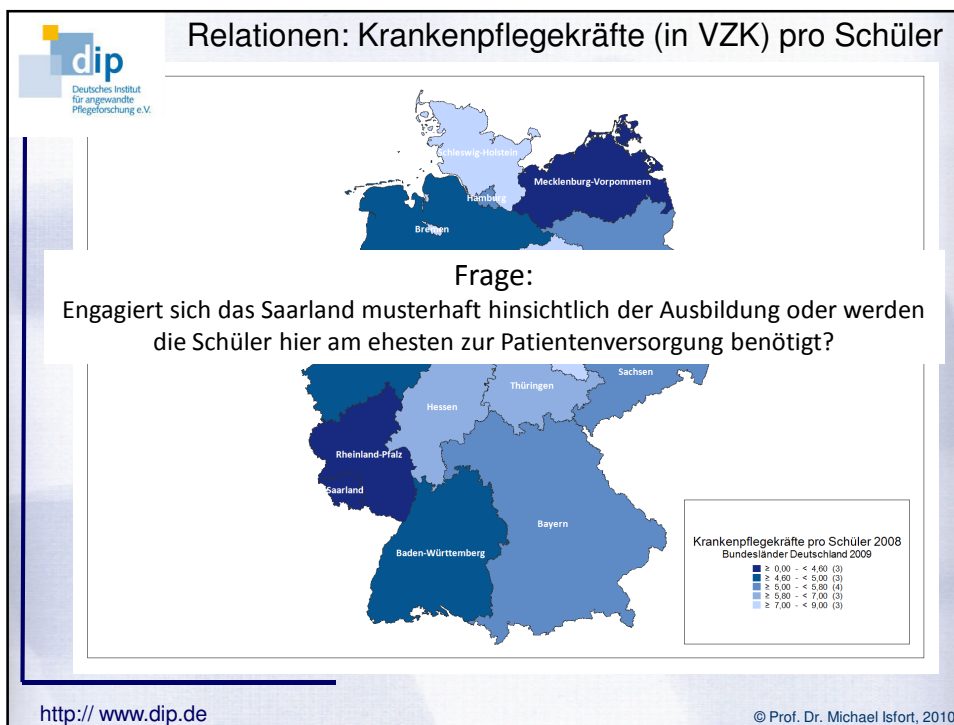 Relationen: Krankenpflegekräfte (in VZK) pro Schüler
dip
Deutsches Institut
für angewandte
Pflegeforschung e.V.
Schleswig-Holstein
Mecklenburg-Vorpommern
Hamburg
Bremen
Frage:
Engagiert sich das Saarland musterhaft hinsichtlich der Ausbildung oder werden
die Schüler hier am ehesten zur Patientenversorgung benötigt?
Sachsen
Thüringen
Hessen
Rheinland-Pfalz
Saarland
Bayern
Baden-Württemberg
Krankenpflegekräfte pro Schüler 2008
Bundesländer Deutschland 2009
≥ 0,00 - < 4,60 (3)
≥ 4,60 - < 5,00 (3)
≥ 5,00 - < 5,80 (4)
≥ 5,80 - < 7,00 (3)
≥ 7,00 - < 9,00 (3)
http:// www.dip.de
© Prof. Dr. Michael Isfort, 2010